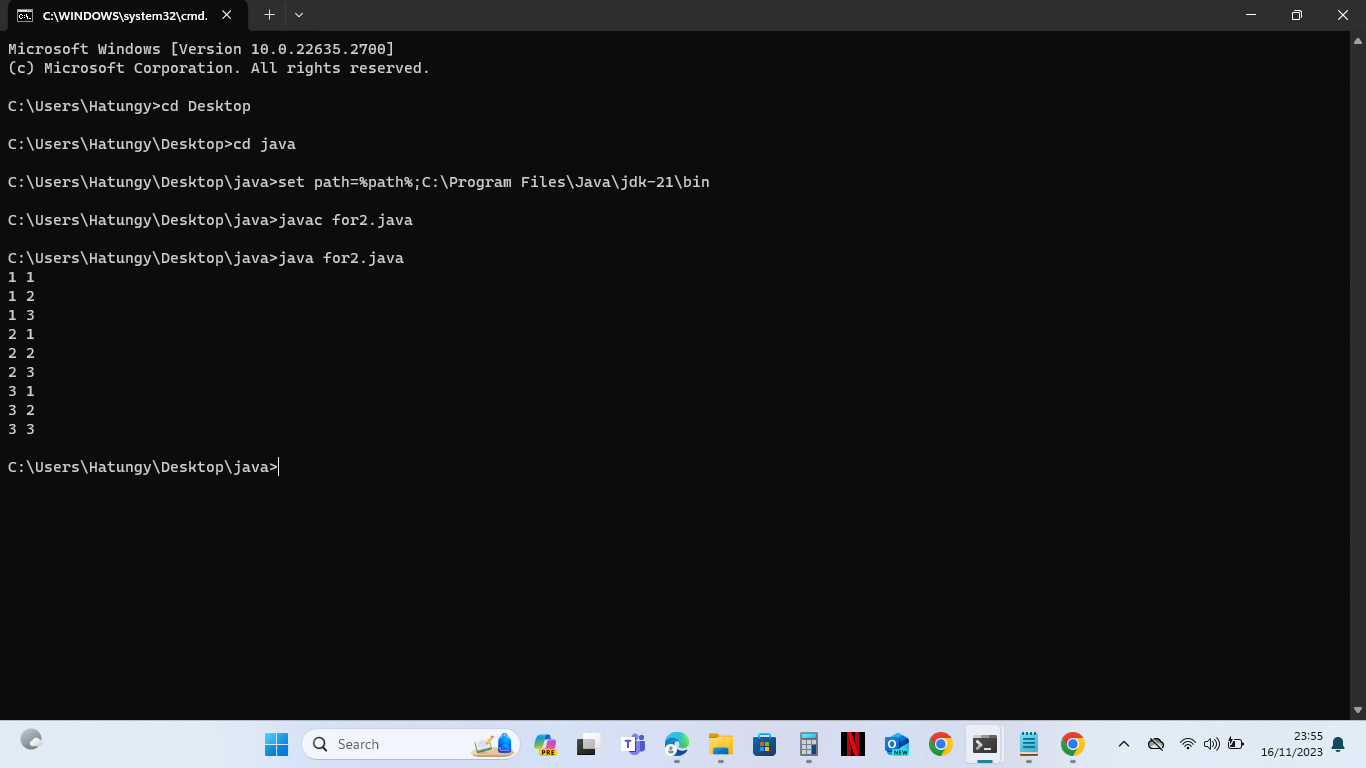 C:\WINDOWS\system32\cmd.
Microsoft Windows [Version 10.0.22635.2700]
(c) Microsoft Corporation. All rights reserved.
C:\Users\Hatungy>cd Desktop
C:\Users\Hatungy\Desktop>cd java
C:\Users\Hatungy\Desktop\java>set path=%path%;C:\Program Files\Java\jdk-21\bin
C:\Users\Hatungy\Desktop\java>javac for2.java
C:\Users\Hatungy\Desktop\java>java for2.java
1 1
1 2
1 3
2 1
2 2
2 3
3 1
3 2
3 3
C:\Users\Hatungy\Desktop\java>
Search
PRE
NEW
23:55
16/11/2023